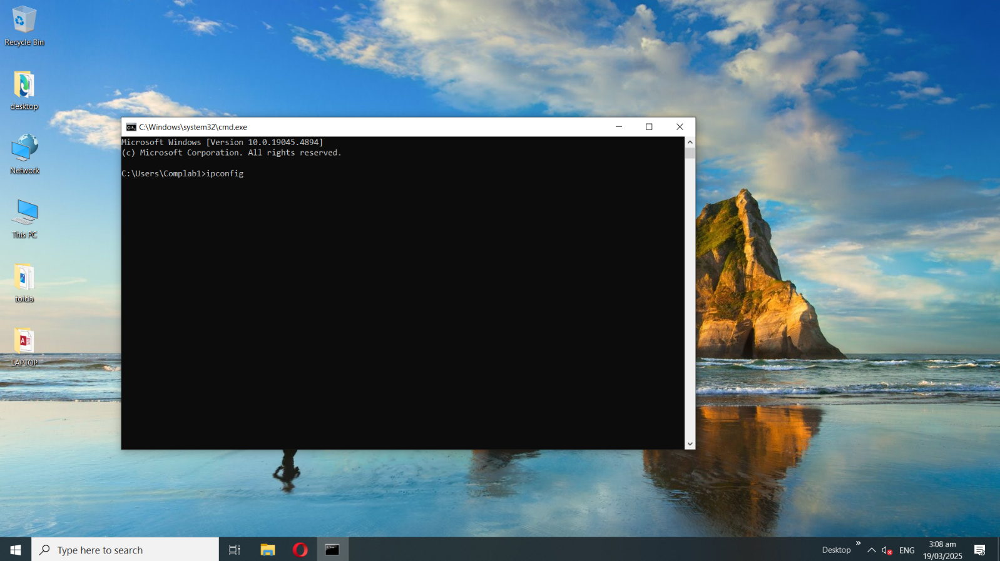 Recycle Bin
desktop
Network
This PC
tolda
LAPTOP
C:\Windows\system32\cmd.exe
Microsoft Windows [Version 10.0.19045.4894]
(c) Microsoft Corporation. All rights reserved.
C:\Users\Complab1>ipconfig
Type here to search
Desktop
ENG
3:08 am
19/03/2025